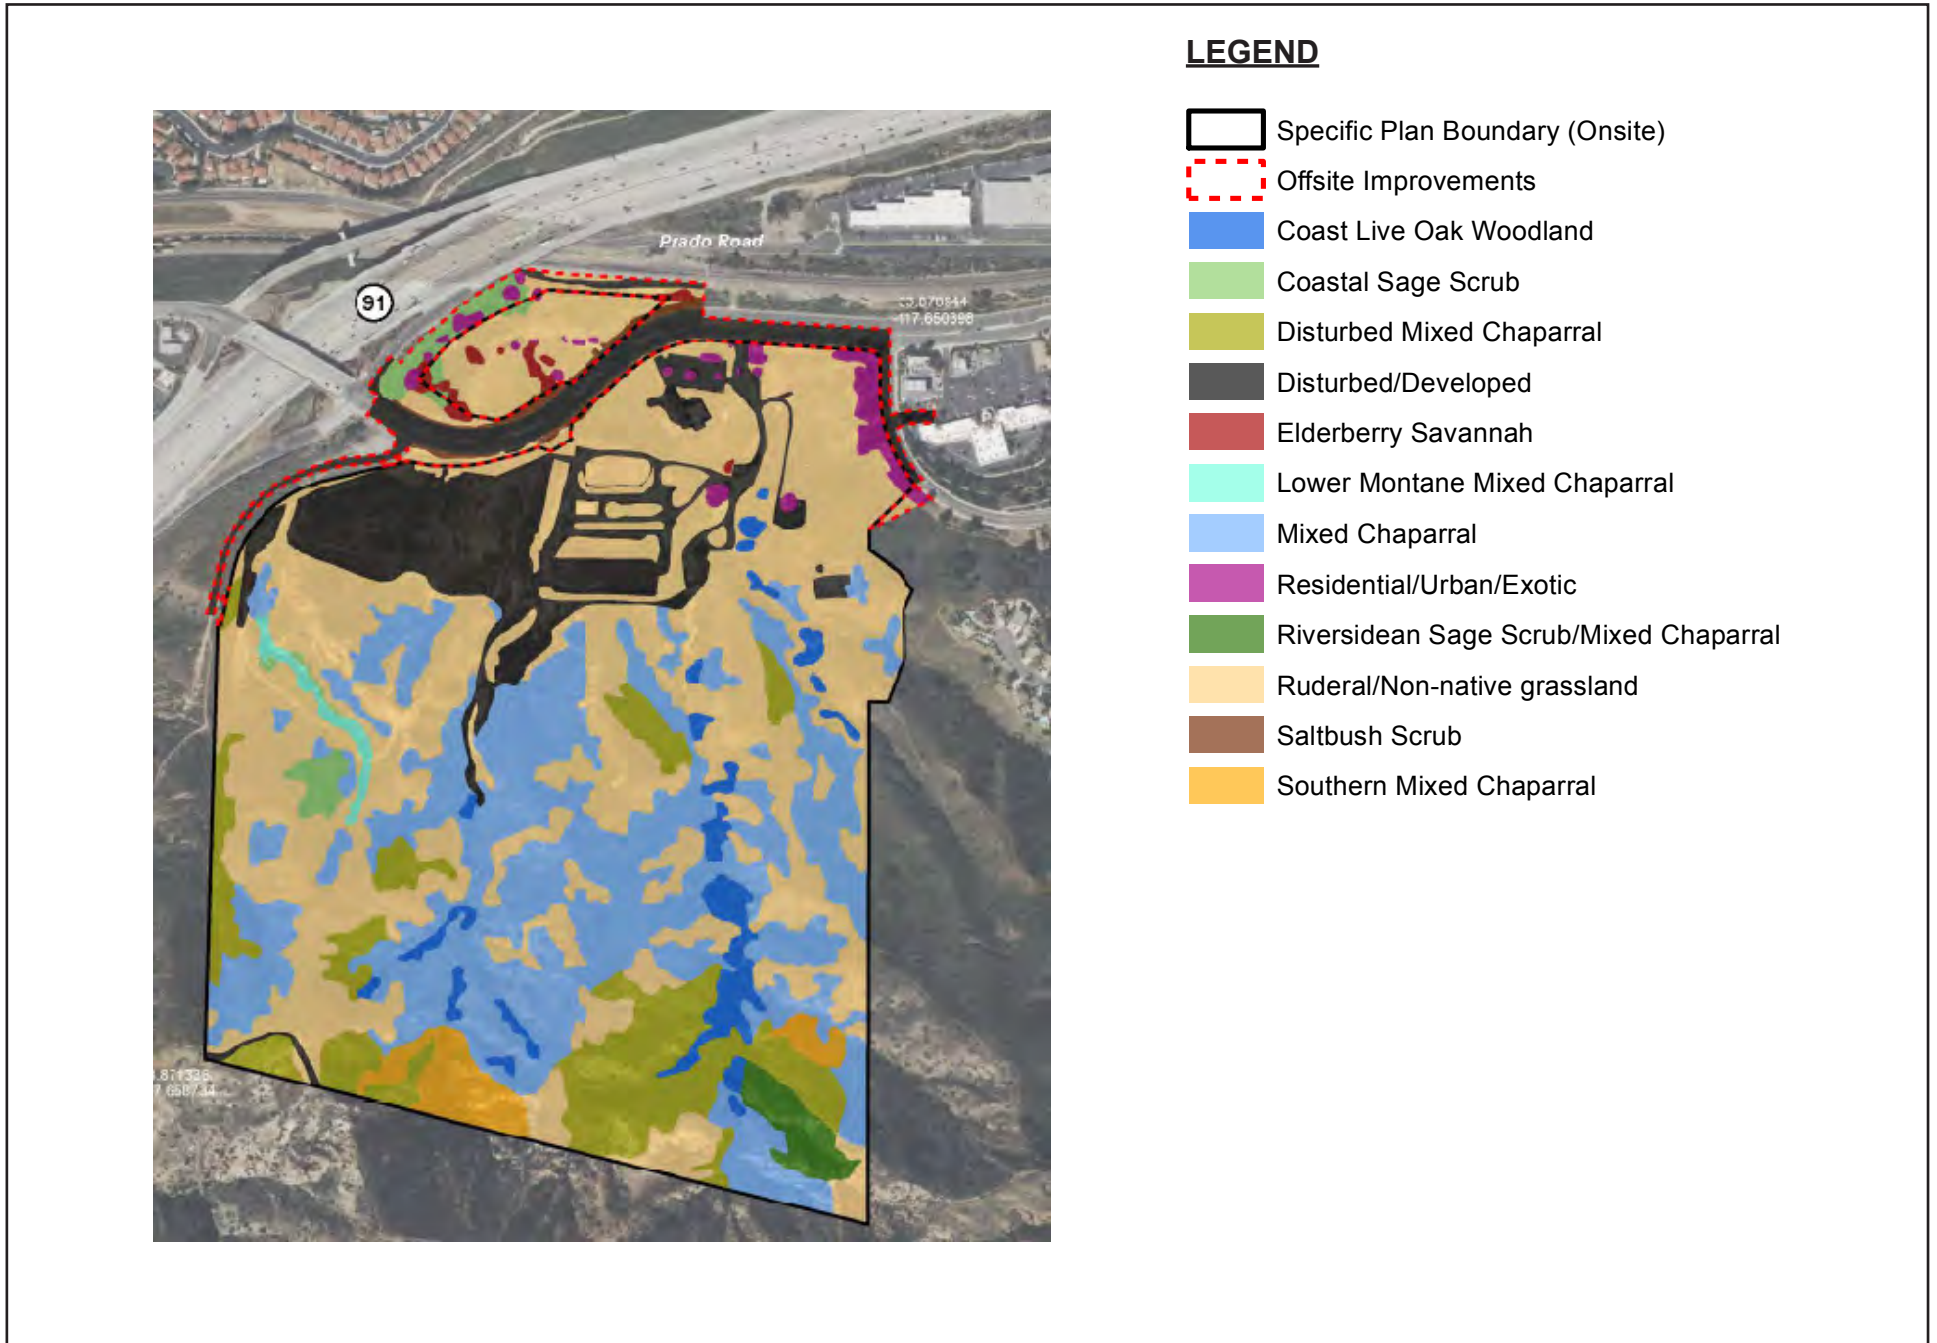 LEGEND
Specific Plan Boundary (Onsite)
Offsite Improvements
Coast Live Oak Woodland
Coastal Sage Scrub
Disturbed Mixed Chaparral
Disturbed/Developed
Elderberry Savannah
Lower Montane Mixed Chaparral
Mixed Chaparral
Residential/Urban/Exotic
Riversidean Sage Scrub/Mixed Chaparral
Ruderal/Non-native grassland
Saltbush Scrub
Southern Mixed Chaparral
Prado Road
91
-117.650398